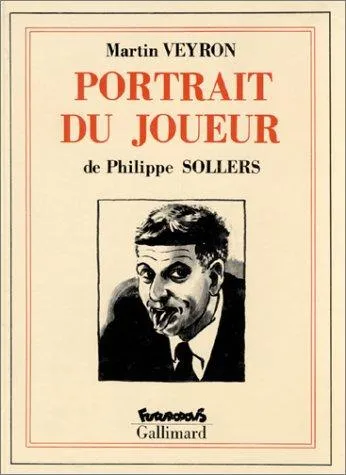 Martin VEYRON
PORTRAIT
DU JOUEUR
de Philippe SOLLERS
FUTUROPOLIS
Gallimard